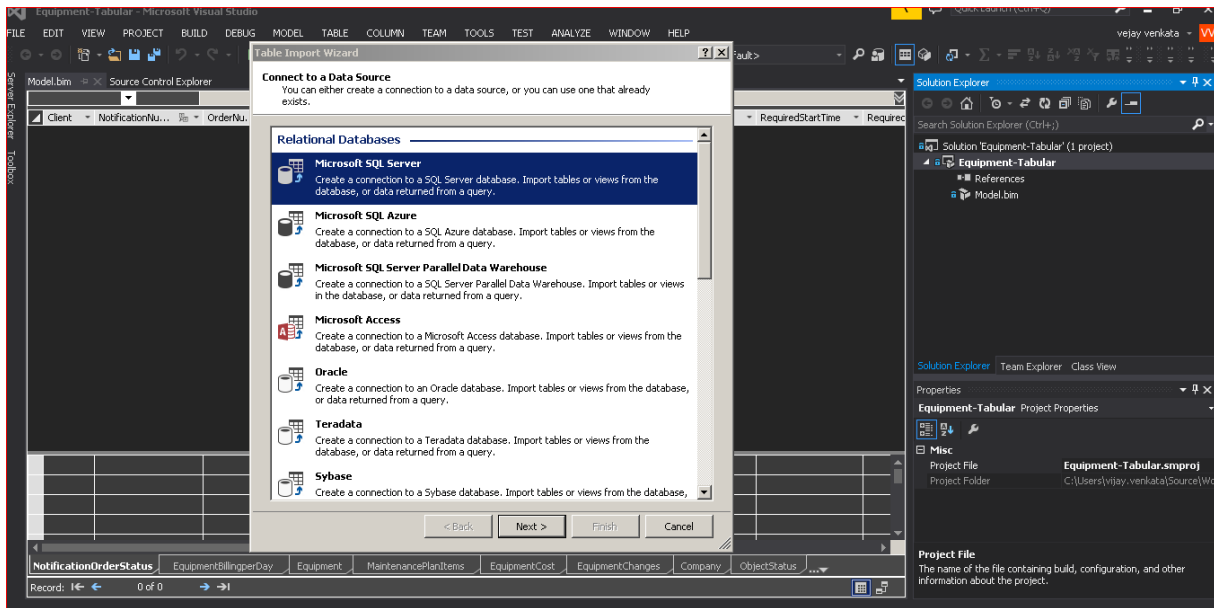 Equipment-Tabular - Microsoft Visual Studio
Quick Launch (Ctrl+Q)
FILE EDIT VIEW PROJECT BUILD DEBUG MODEL TABLE COLUMN TEAM TOOLS TEST ANALYZE WINDOW HELP
vejay venkata
VV
Server Explorer
Toolbox
Model.bim
Source Control Explorer
Client
NotificationNu...
OrderNu.
RequiredStartTime
Requirec
Table Import Wizard
Connect to a Data Source
You can either create a connection to a data source, or you can use one that already
exists.
Relational Databases
Microsoft SQL Server
Create a connection to a SQL Server database. Import tables or views from the
database, or data returned from a query.
Microsoft SQL Azure
Create a connection to a SQL Azure database. Import tables or views from the
database, or data returned from a query.
Microsoft SQL Server Parallel Data Warehouse
Create a connection to a SQL Server Parallel Data Warehouse. Import tables or views
in the database, or data returned from a query.
Microsoft Access
Create a connection to a Microsoft Access database. Import tables or views from the
database, or data returned from a query.
Oracle
Create a connection to an Oracle database. Import tables or views from the database,
or data returned from a query.
Teradata
Create a connection to a Teradata database. Import tables or views from the
database, or data returned from a query.
Sybase
Create a connection to a Sybase database. Import tables or views from the database,
< Back
Next >
Finish
Cancel
NotificationOrderStatus EquipmentBillingperDay Equipment MaintenancePlanItems EquipmentCost EquipmentChanges Company ObjectStatus ...
Record: 0 of 0
ault>
Solution Explorer
Search Solution Explorer (Ctrl+;)
Solution 'Equipment-Tabular' (1 project)
Equipment-Tabular
References
Model.bim
Solution Explorer Team Explorer Class View
Properties
Equipment-Tabular Project Properties
Misc
Project File Equipment-Tabular.smproj
Project Folder C:\Users\vijay.venkata\Source\Wo
Project File
The name of the file containing build, configuration, and other
information about the project.